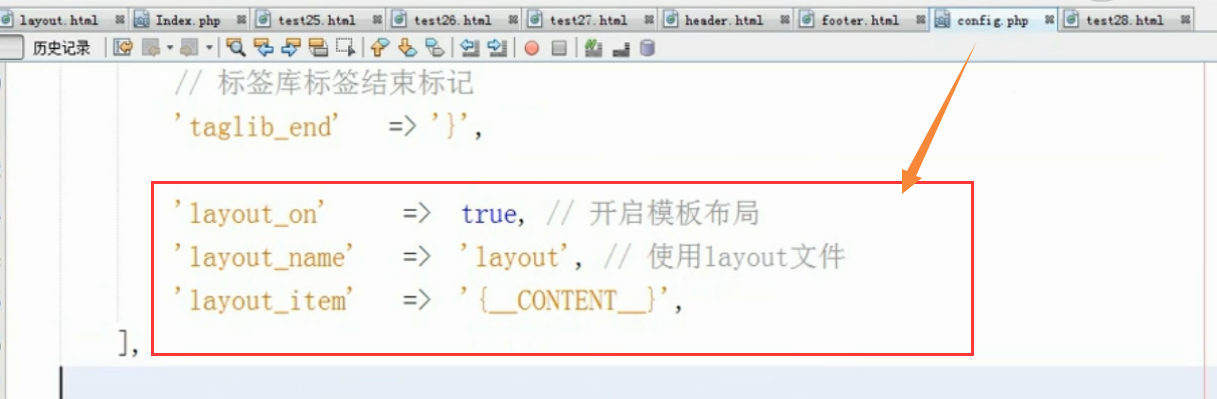 layout.html Index.php test25.html test26.html test27.html header.html footer.html config.php test28.html
历史记录
// 标签库标签结束标记
'taglib_end' => '}',
'layout_on' => true, // 开启模板布局
'layout_name' => 'layout', // 使用layout文件
'layout_item' => '{__CONTENT__}',
],